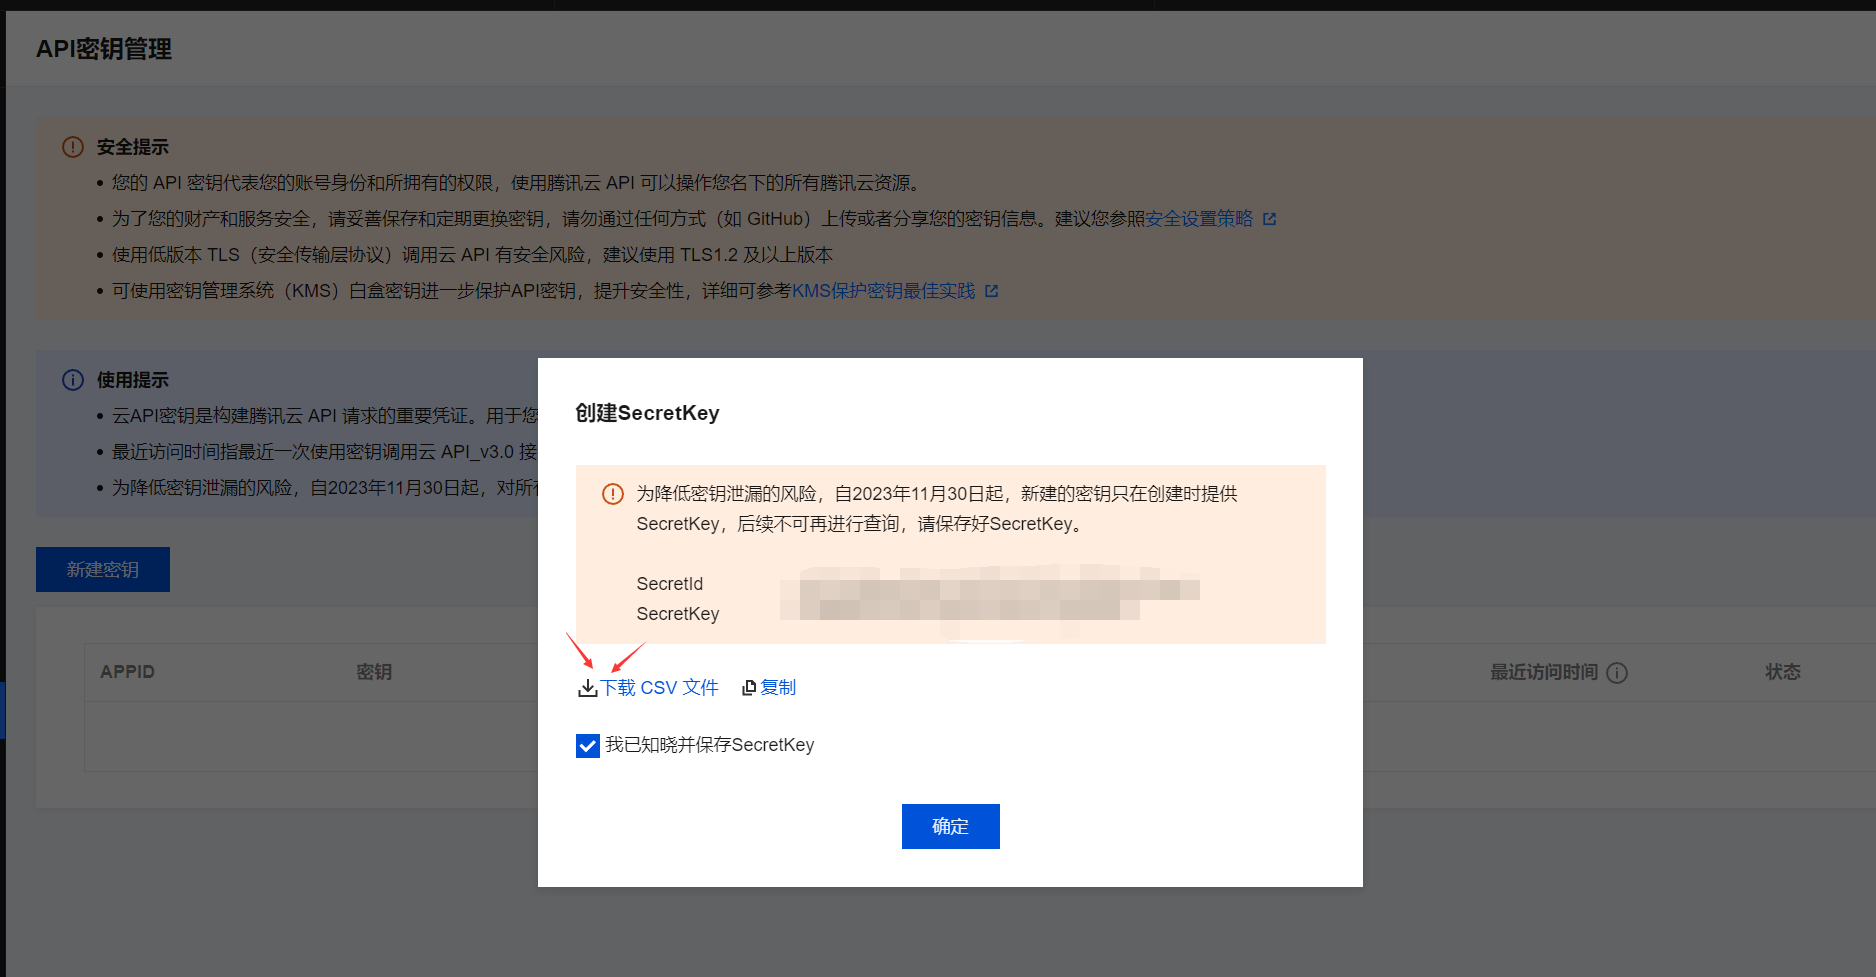 API密钥管理
安全提示
您的 API 密钥代表您的账号身份和所拥有的权限，使用腾讯云 API 可以操作您名下的所有腾讯云资源。
为了您的财产和服务安全，请妥善保存和定期更换密钥，请勿通过任何方式（如 GitHub）上传或者分享您的密钥信息。建议您参照安全设置策略
使用低版本 TLS（安全传输层协议）调用云 API 有安全风险，建议使用 TLS1.2 及以上版本
可使用密钥管理系统（KMS）白盒密钥进一步保护API密钥，提升安全性，详细可参考KMS保护密钥最佳实践
使用提示
云API密钥是构建腾讯云 API 请求的重要凭证。用于您
最近访问时间指最近一次使用密钥调用云 API_v3.0 接
为降低密钥泄漏的风险，自2023年11月30日起，对所
创建SecretKey
为降低密钥泄漏的风险，自2023年11月30日起，新建的密钥只在创建时提供
SecretKey，后续不可再进行查询，请保存好SecretKey。
SecretId
SecretKey
下载 CSV 文件 复制
我已知晓并保存SecretKey
确定
新建密钥
APPID 密钥 最近访问时间 状态